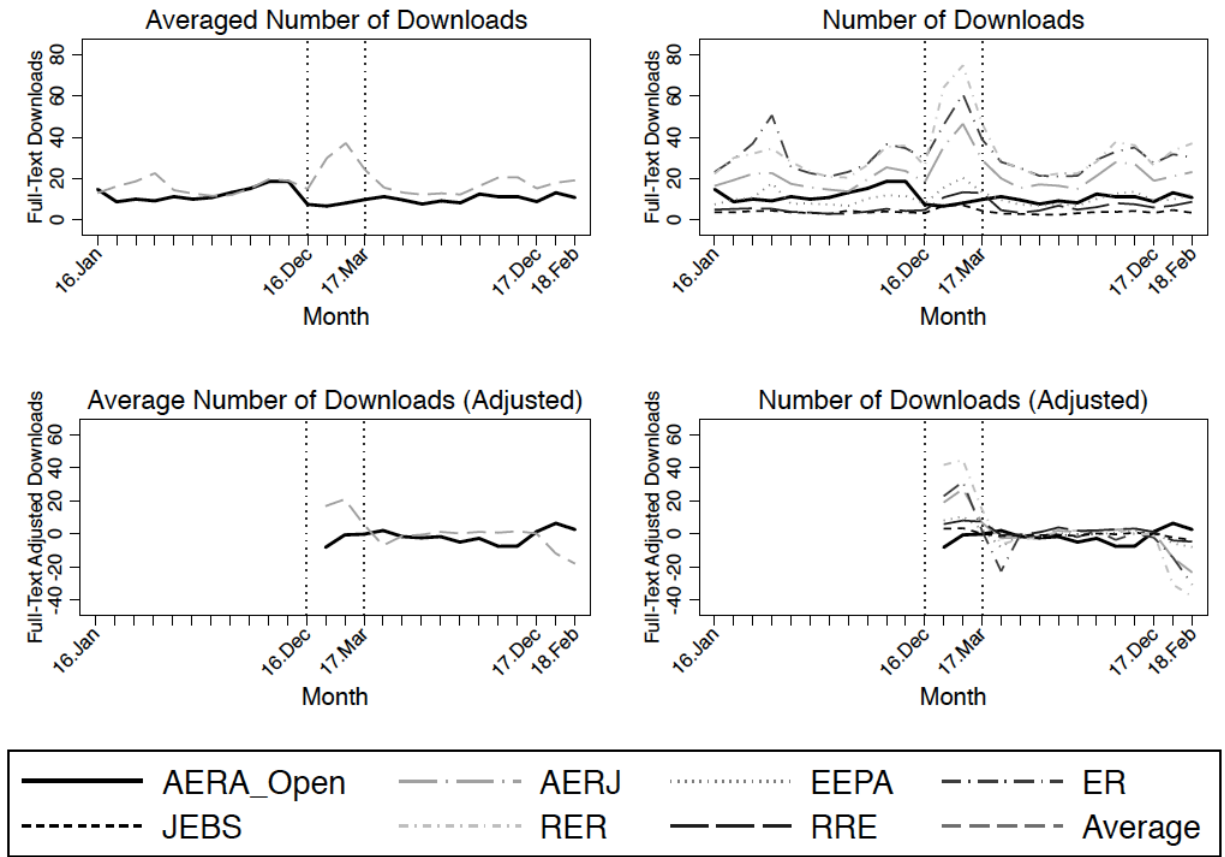 Averaged Number of Downloads
Full-Text Downloads
80
60
40
20
0
16.Jan
16.Dec
17.Mar
17.Dec
18.Feb
Month
Number of Downloads
Full-Text Downloads
80
60
40
20
0
16.Jan
16.Dec
17.Mar
17.Dec
18.Feb
Month
Average Number of Downloads (Adjusted)
Full-Text Adjusted Downloads
60
40
20
0
-20
-40
16.Jan
16.Dec
17.Mar
17.Dec
18.Feb
Month
Number of Downloads (Adjusted)
Full-Text Adjusted Downloads
60
40
20
0
-20
-40
16.Jan
16.Dec
17.Mar
17.Dec
18.Feb
Month
AERA_Open AERJ EEPA ER
JEBS RER RRE Average